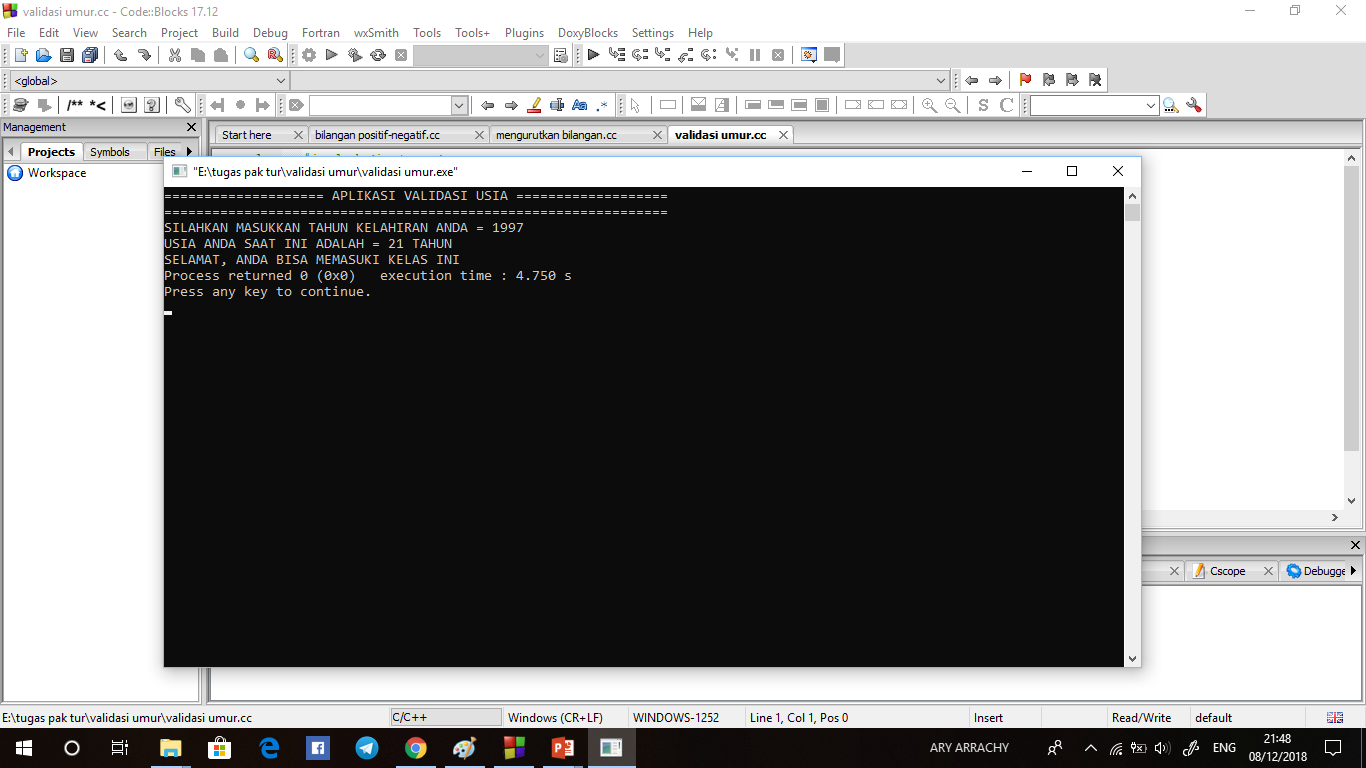 validasi umur.cc - Code::Blocks 17.12
File Edit View Search Project Build Debug Fortran wxSmith Tools Tools+ Plugins DoxyBlocks Settings Help
<global>
/** *<
Aa .*
S C
Management
Projects Symbols Files
Workspace
Start here bilangan positif-negatif.cc mengurutkan bilangan.cc validasi umur.cc
"E:\tugas pak tur\validasi umur\validasi umur.exe"
==================== APLIKASI VALIDASI USIA ===================
===============================================================
SILAHKAN MASUKKAN TAHUN KELAHIRAN ANDA = 1997
USIA ANDA SAAT INI ADALAH = 21 TAHUN
SELAMAT, ANDA BISA MEMASUKI KELAS INI
Process returned 0 (0x0)   execution time : 4.750 s
Press any key to continue.
Cscope Debugge
E:\tugas pak tur\validasi umur\validasi umur.cc C/C++ Windows (CR+LF) WINDOWS-1252 Line 1, Col 1, Pos 0 Insert Read/Write default
ARY ARRACHY ENG 21:48
08/12/2018